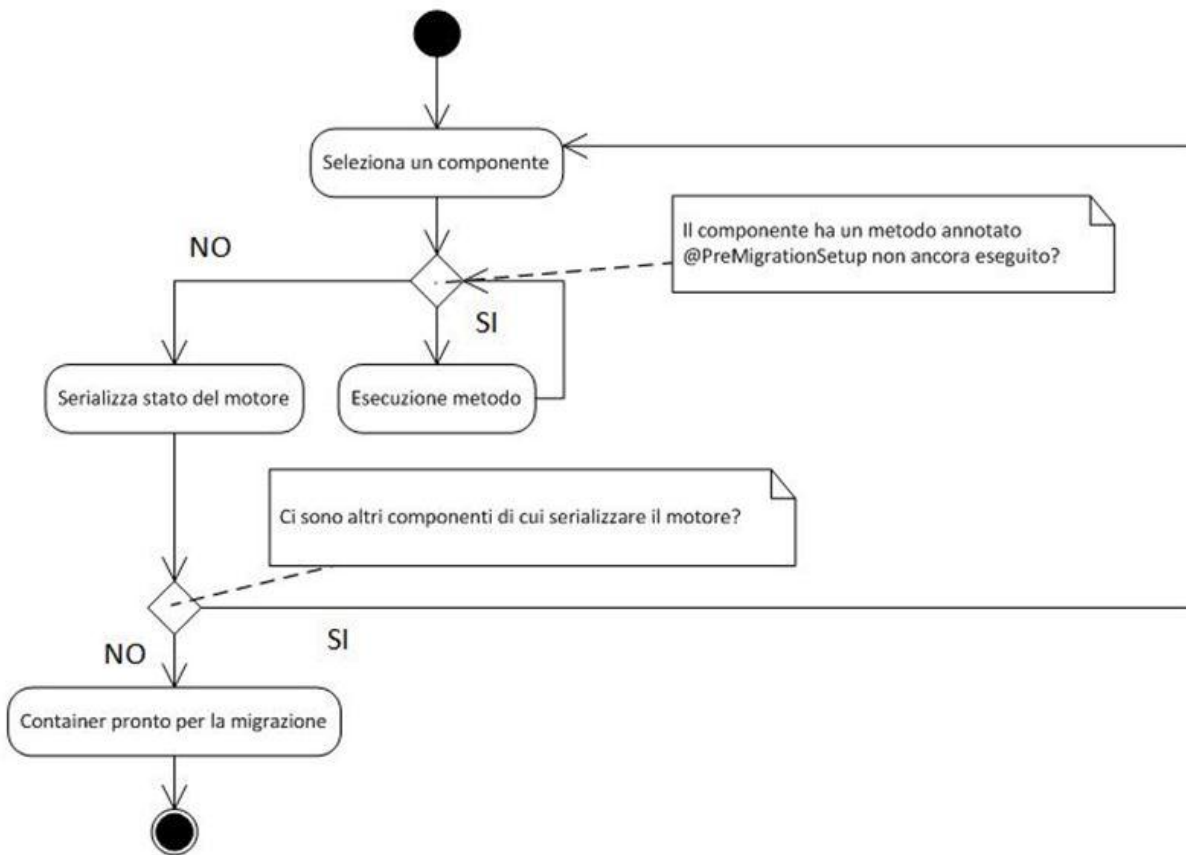 Seleziona un componente
Il componente ha un metodo annotato
@PreMigrationSetup non ancora eseguito?
NO
SI
Serializza stato del motore
Esecuzione metodo
Ci sono altri componenti di cui serializzare il motore?
NO
SI
Container pronto per la migrazione